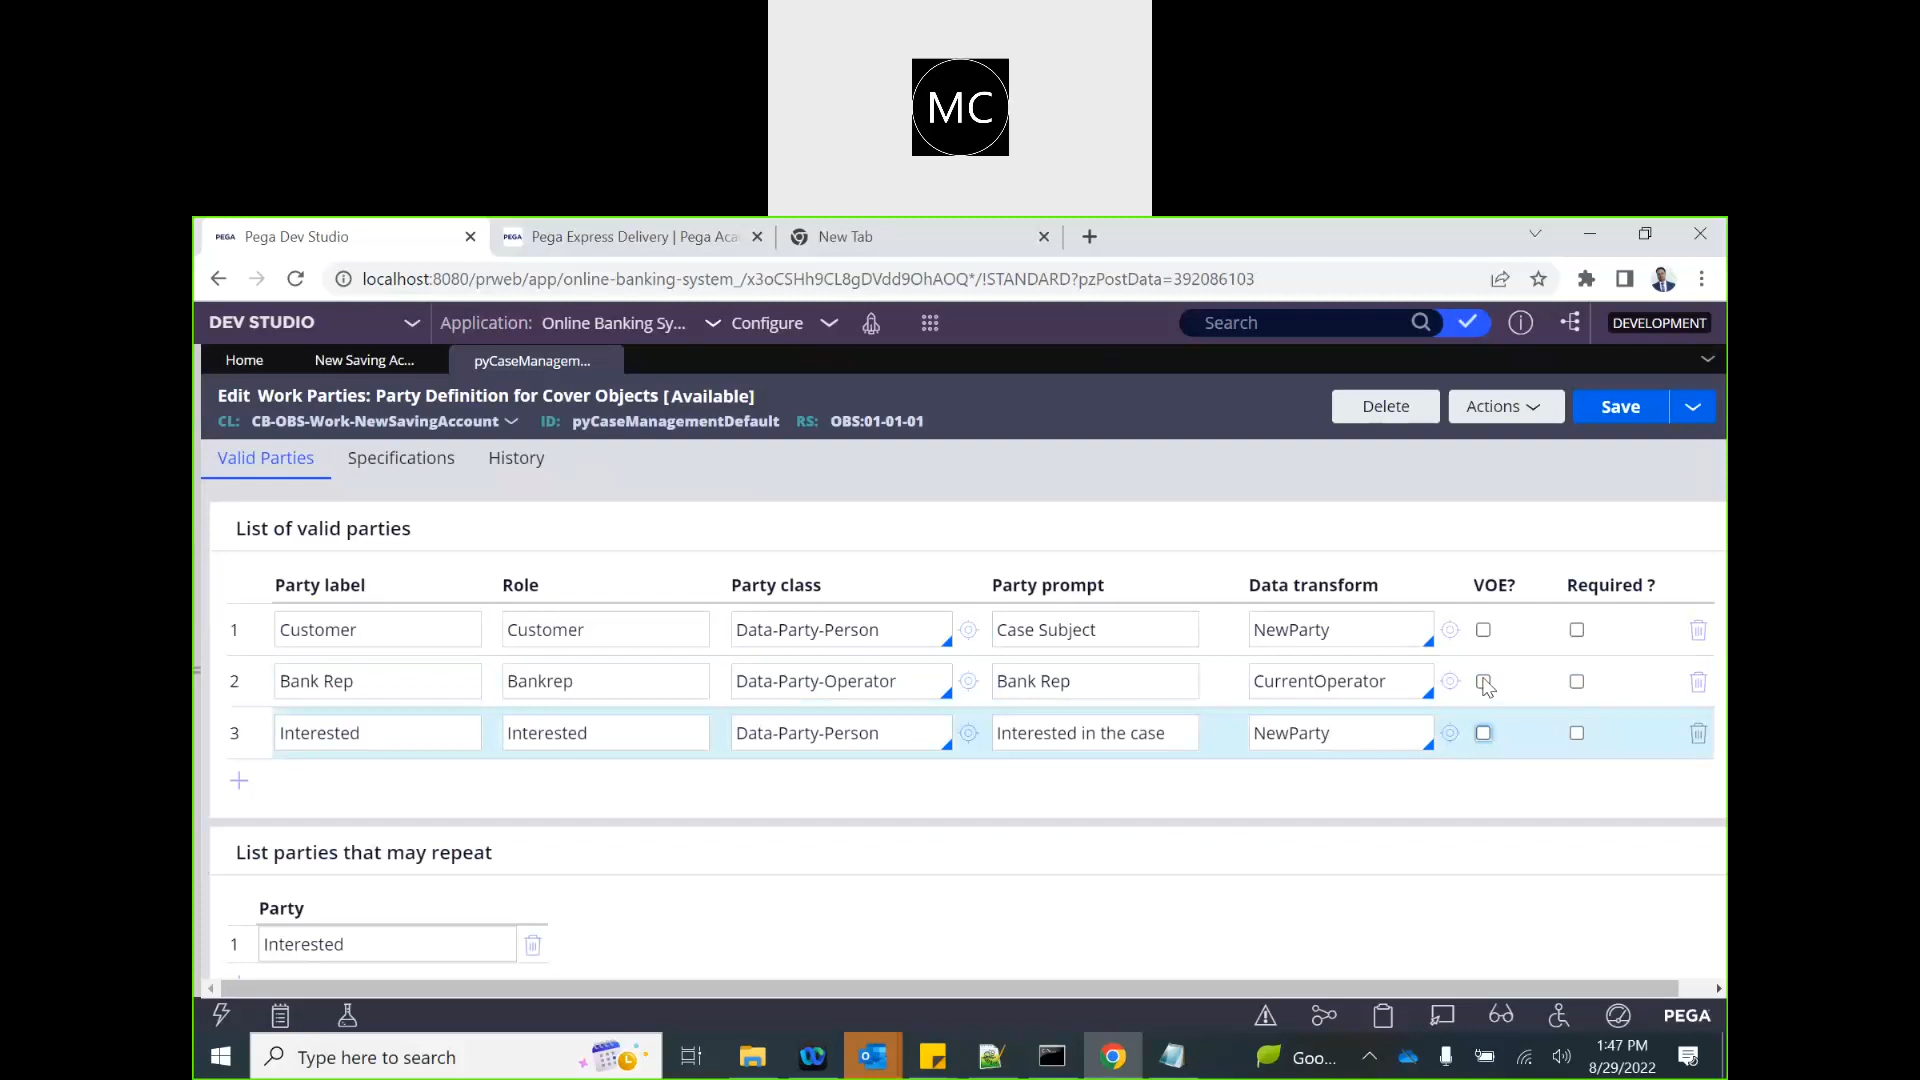 MC
PEGA Pega Dev Studio
PEGA Pega Express Delivery | Pega Aca
New Tab
localhost:8080/prweb/app/online-banking-system_/x3oCSHh9CL8gDVdd9OhAOQ*/!STANDARD?pzPostData=392086103
DEV STUDIO Application: Online Banking Sy... Configure Search DEVELOPMENT
Home New Saving Ac... pyCaseManagem...
Edit Work Parties: Party Definition for Cover Objects [Available]
CL: CB-OBS-Work-NewSavingAccount ID: pyCaseManagementDefault RS: OBS:01-01-01
Delete Actions Save
Valid Parties Specifications History
List of valid parties
Party label Role Party class Party prompt Data transform VOE? Required ?
1 Customer Customer Data-Party-Person Case Subject NewParty
2 Bank Rep Bankrep Data-Party-Operator Bank Rep CurrentOperator
3 Interested Interested Data-Party-Person Interested in the case NewParty
List parties that may repeat
Party
1 Interested
PEGA
Type here to search
Goo...
1:47 PM
8/29/2022